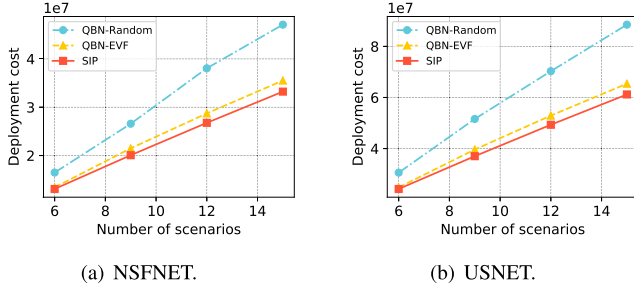 1e7
1e7
QBN-Random
QBN-EVF
SIP
QBN-Random
QBN-EVF
SIP
Deployment cost
4
3
2
Deployment cost
8
6
4
6 8 10 12 14
6 8 10 12 14
Number of scenarios
Number of scenarios
(a) NSFNET.
(b) USNET.